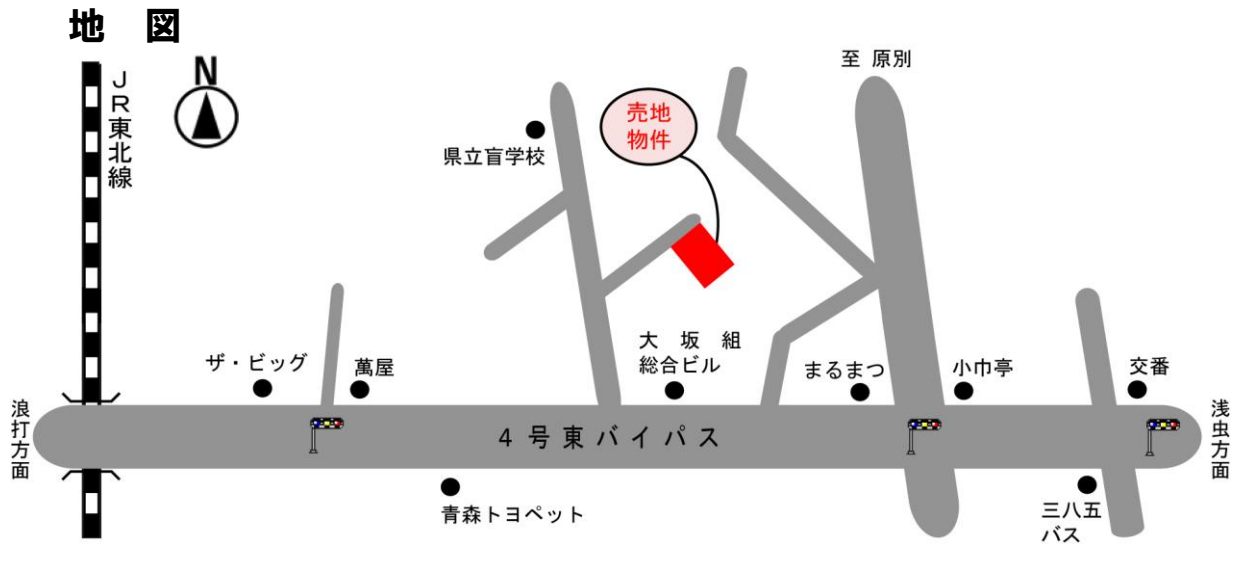 地　図
N
JR東北線
至 原別
売地
物件
県立盲学校
大　坂　組
総合ビル
ザ・ビッグ
萬屋
まるまつ
小巾亭
交番
浪打方面
4号東バイパス
浅虫方面
青森トヨペット
三八五
バス